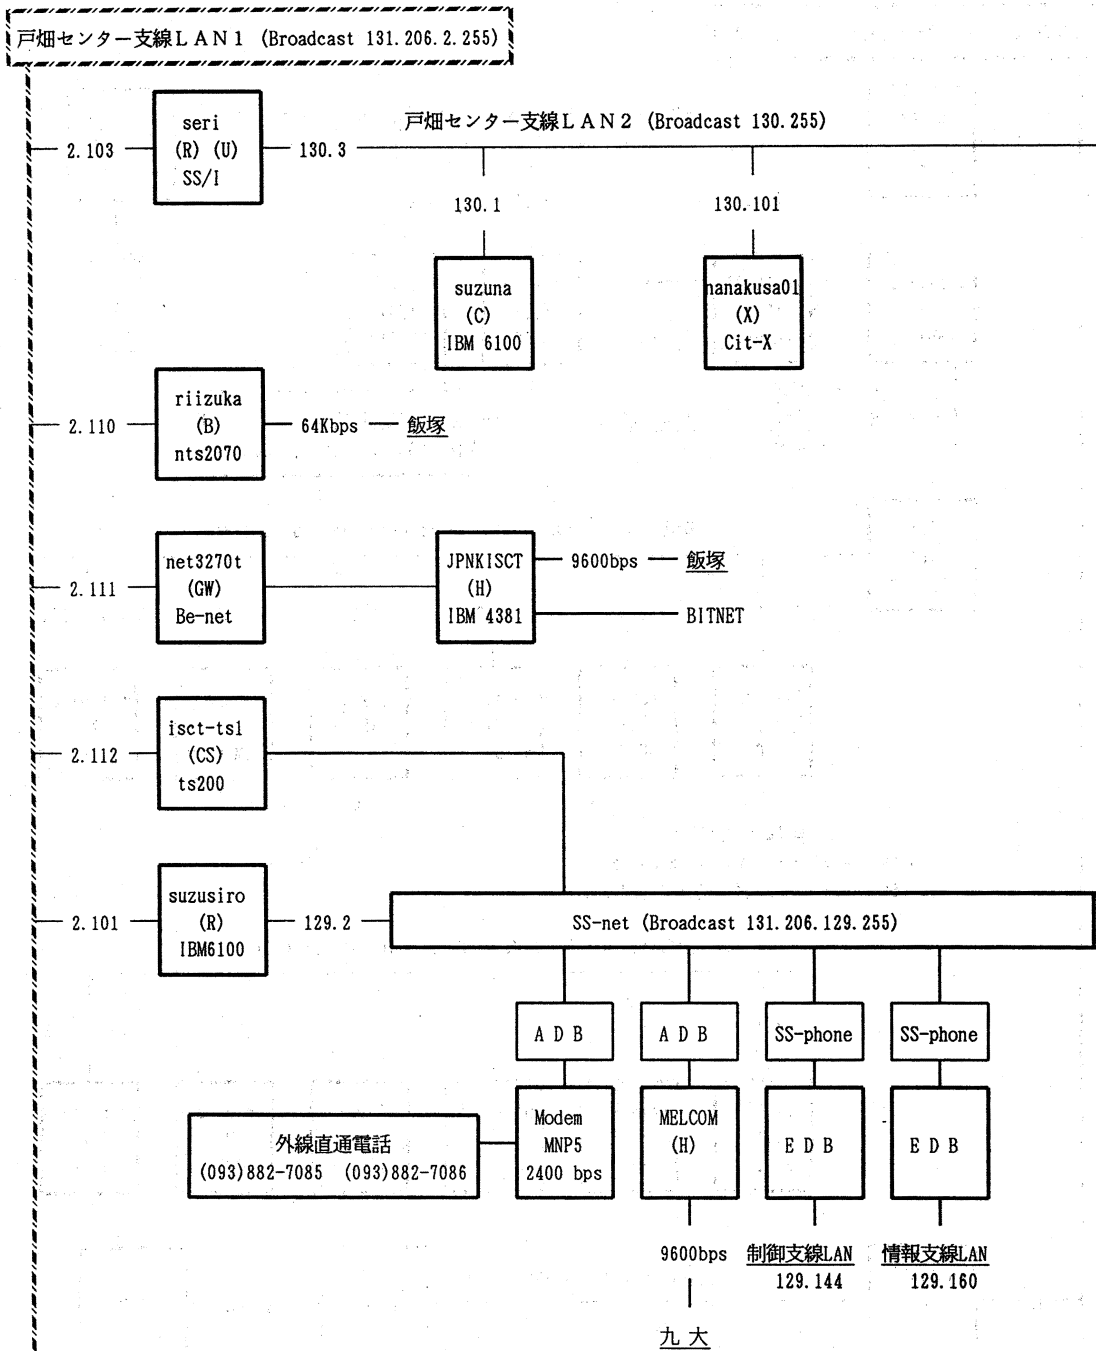 戸畑センター支線LAN1 (Broadcast 131.206.2.255)
戸畑センター支線LAN2 (Broadcast 130.255)
2.103
seri
(R) (U)
SS/I
130.3
130.1
130.101
suzuna
(C)
IBM 6100
nanakusa01
(X)
Cit-X
2.110
riizuka
(B)
nts2070
64Kbps
飯塚
2.111
net3270t
(GW)
Be-net
JPNKISCT
(H)
IBM 4381
9600bps
飯塚
BITNET
2.112
isct-ts1
(CS)
ts200
2.101
suzusiro
(R)
IBM6100
129.2
SS-net (Broadcast 131.206.129.255)
A D B
A D B
SS-phone
SS-phone
外線直通電話
(093)882-7085 (093)882-7086
Modem
MNP5
2400 bps
MELCOM
(H)
E D B
E D B
9600bps
九大
制御支線LAN
129.144
情報支線LAN
129.160